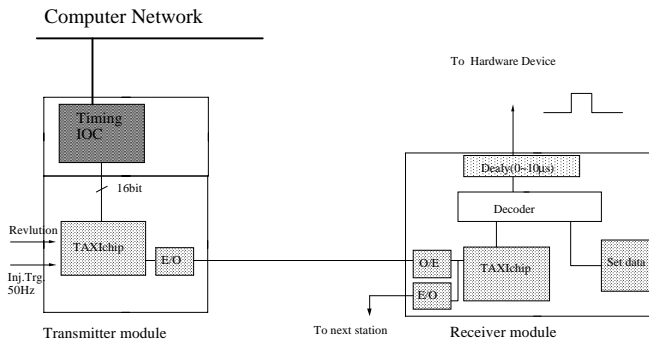 Computer Network
To Hardware Device
Timing
IOC
16bit
Dealy(0~10µs)
Decoder
Revlution
TAXIchip
E/O
Inj.Trg.
50Hz
O/E
TAXIchip
Set data
E/O
To next station
Transmitter module
Receiver module